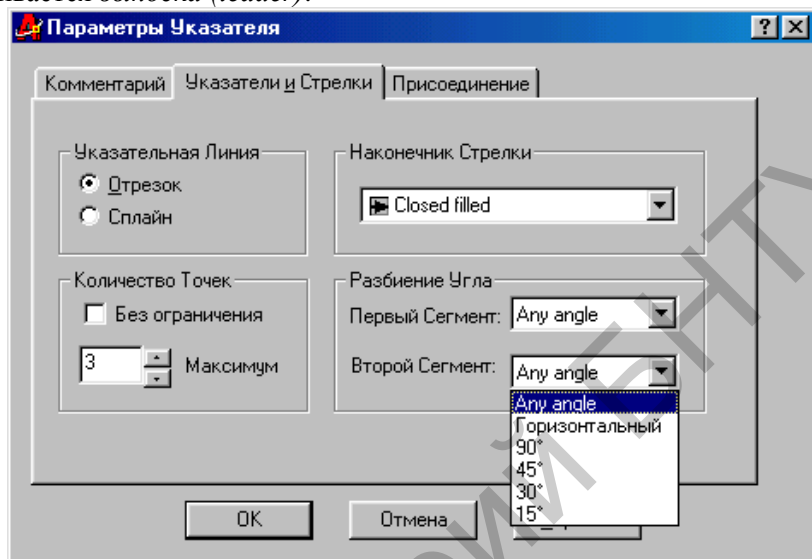 выноска (leader).
Параметры Указателя
Комментарий Указатели и Стрелки Присоединение
Указательная Линия
Отрезок
Сплайн
Наконечник Стрелки
Closed filled
Количество Точек
Без ограничения
3 Максимум
Разбиение Угла
Первый Сегмент: Any angle
Второй Сегмент: Any angle
Any angle
Горизонтальный
90°
45°
30°
15°
OK Отмена